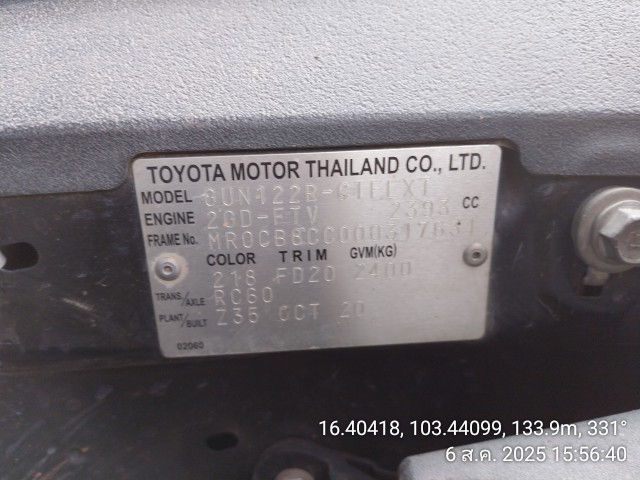 TOYOTA MOTOR THAILAND CO., LTD.
MODEL GUN122R-
ENGINE 2GD-FTV 2393 CC
FRAME NO.
COLOR TRIM GVM(KG)
218 FD20 2400
TRANS/AXLE RC60
PLANT/BUILT Z35 OCT 20
02060
16.40418, 103.44099, 133.9m, 331°
6 ส.ค. 2025 15:56:40